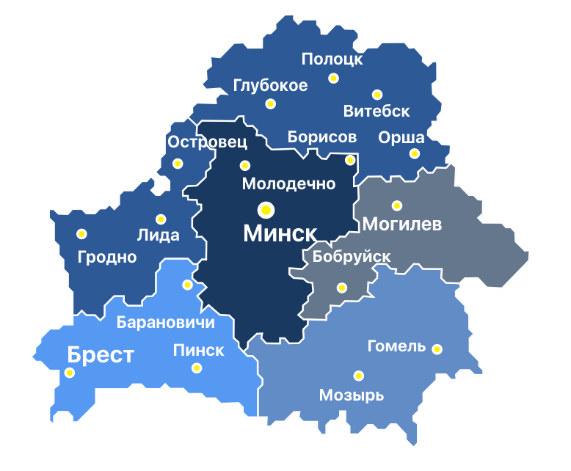 Полоцк
Глубокое
Витебск
Борисов
Орша
Островец
Молодечно
Могилев
Минск
Лида
Гродно
Бобруйск
Барановичи
Брест
Пинск
Гомель
Мозырь